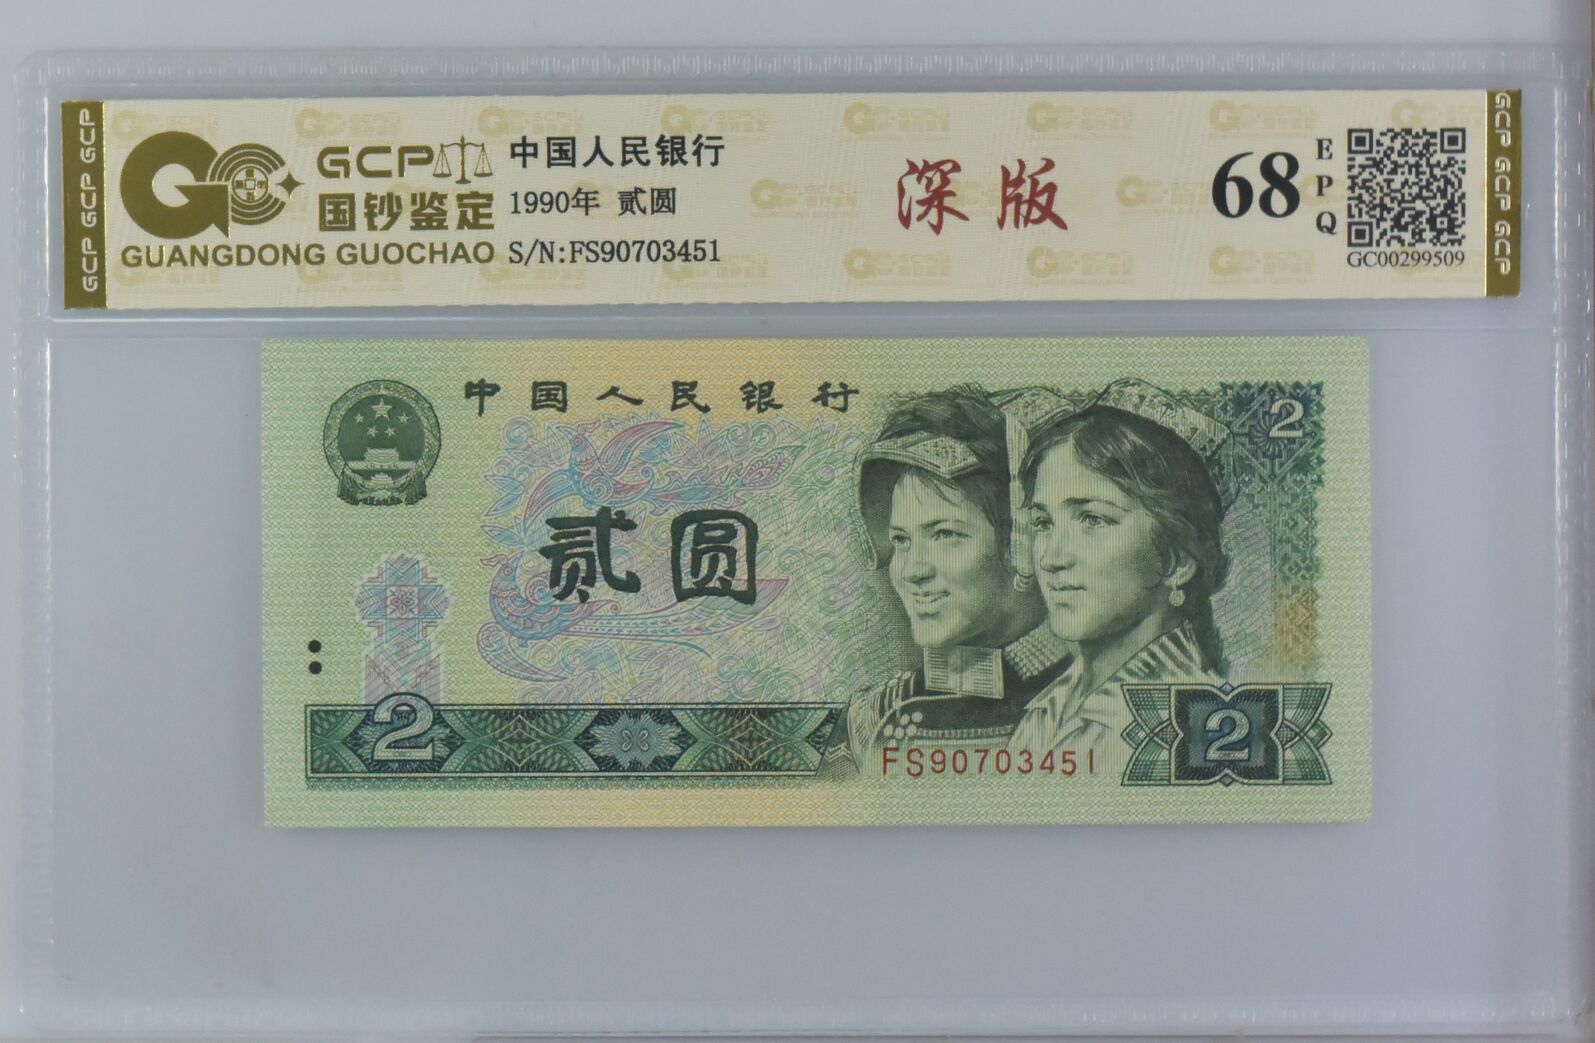 GCP GCP GCP
GCP
国钞鉴定
GUANGDONG GUOCHAO
中国人民银行
1990年 贰圆
S/N:FS90703451
深版
68
EPQ
GC00299509
GCP GCP GCP
中国人民银行
2
贰圆
2
FS90703451
2